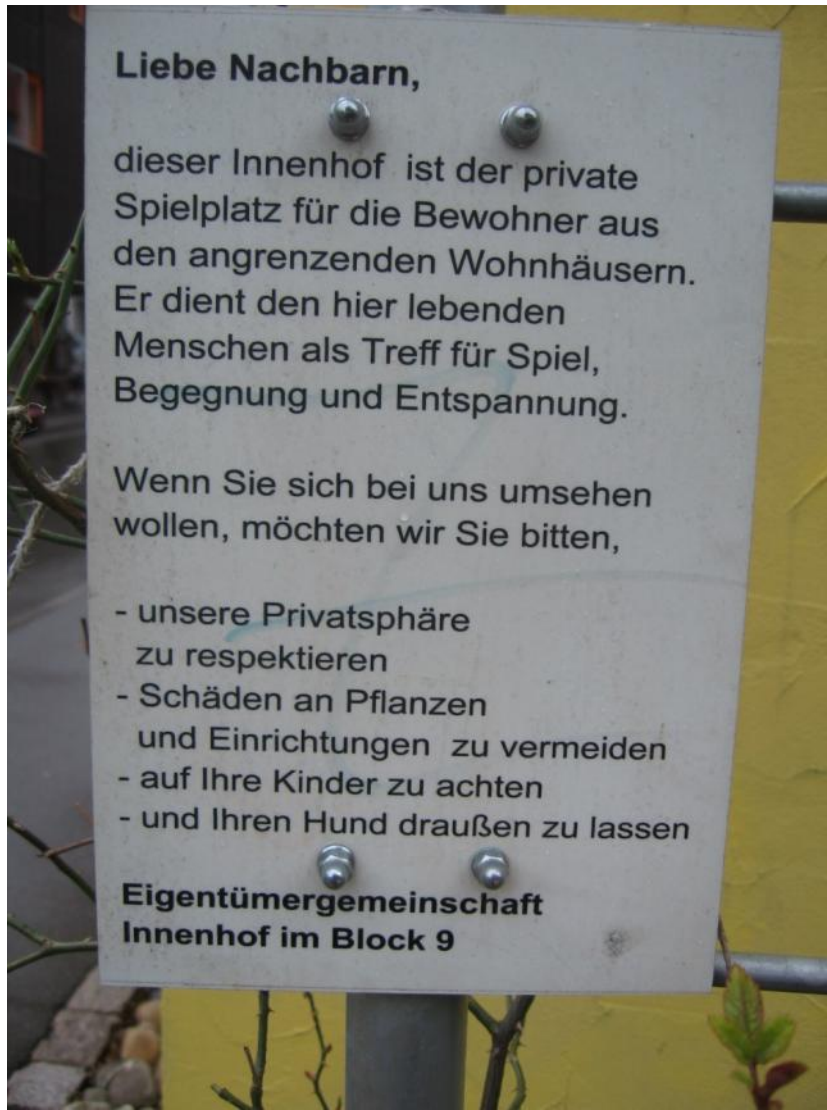 Liebe Nachbarn,
dieser Innenhof ist der private
Spielplatz für die Bewohner aus
den angrenzenden Wohnhäusern.
Er dient den hier lebenden
Menschen als Treff für Spiel,
Begegnung und Entspannung.
Wenn Sie sich bei uns umsehen
wollen, möchten wir Sie bitten,
- unsere Privatsphäre
zu respektieren
- Schäden an Pflanzen
und Einrichtungen zu vermeiden
- auf Ihre Kinder zu achten
- und Ihren Hund draußen zu lassen
Eigentümergemeinschaft
Innenhof im Block 9